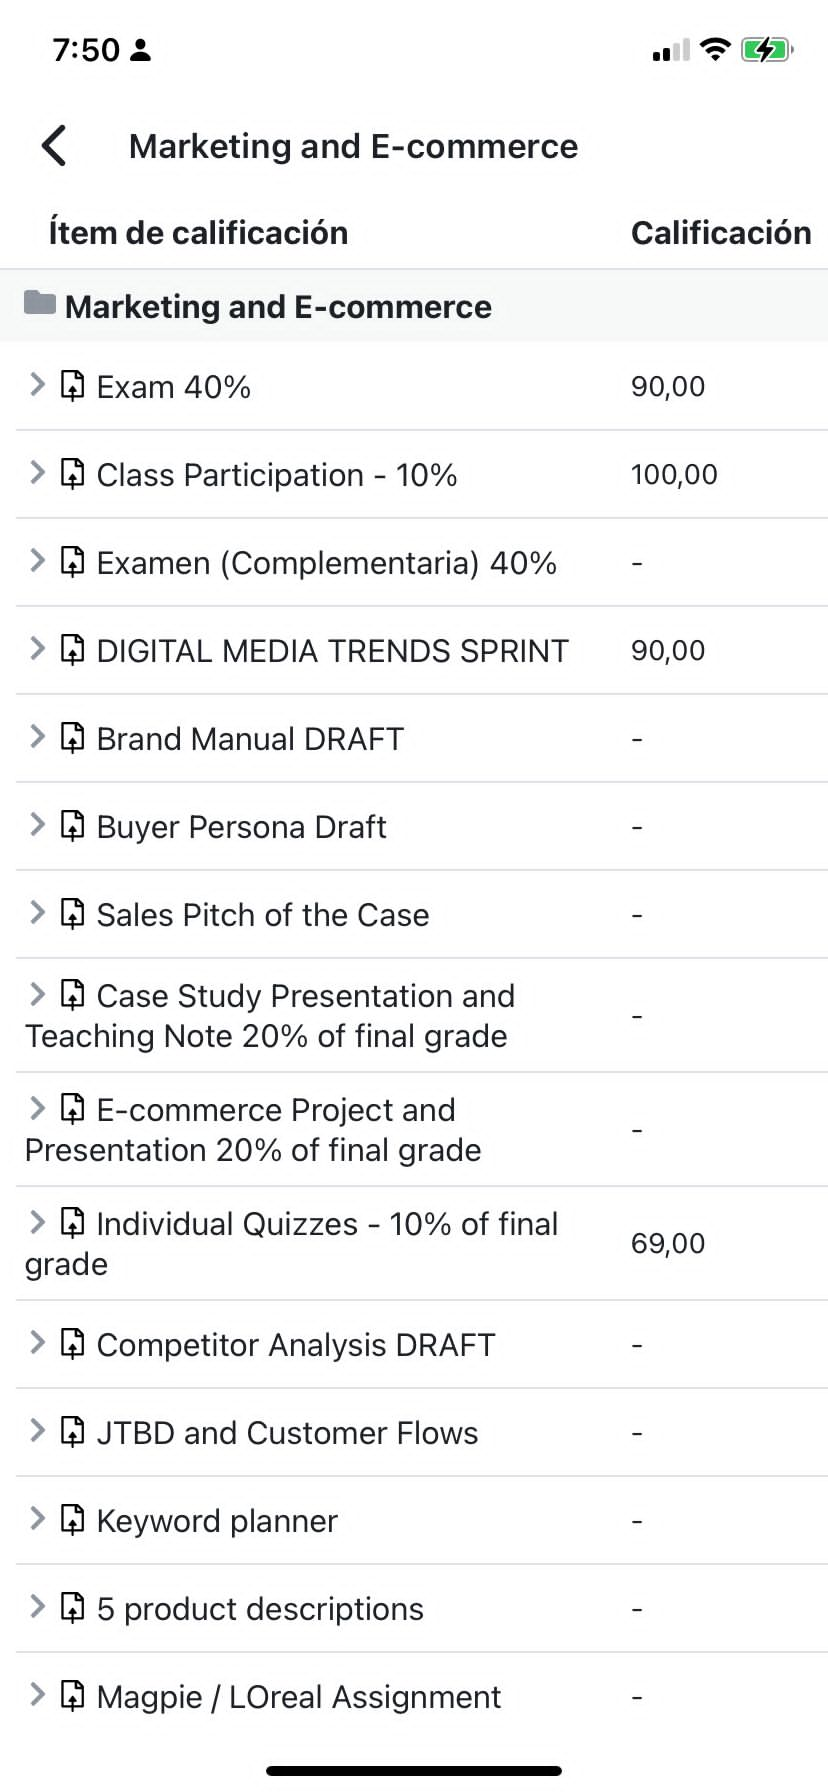 7:50
Marketing and E-commerce
Ítem de calificación Calificación
Marketing and E-commerce
Exam 40% 90,00
Class Participation - 10% 100,00
Examen (Complementaria) 40% -
DIGITAL MEDIA TRENDS SPRINT 90,00
Brand Manual DRAFT -
Buyer Persona Draft -
Sales Pitch of the Case -
Case Study Presentation and
Teaching Note 20% of final grade -
E-commerce Project and
Presentation 20% of final grade -
Individual Quizzes - 10% of final
grade 69,00
Competitor Analysis DRAFT -
JTBD and Customer Flows -
Keyword planner -
5 product descriptions -
Magpie / LOreal Assignment -